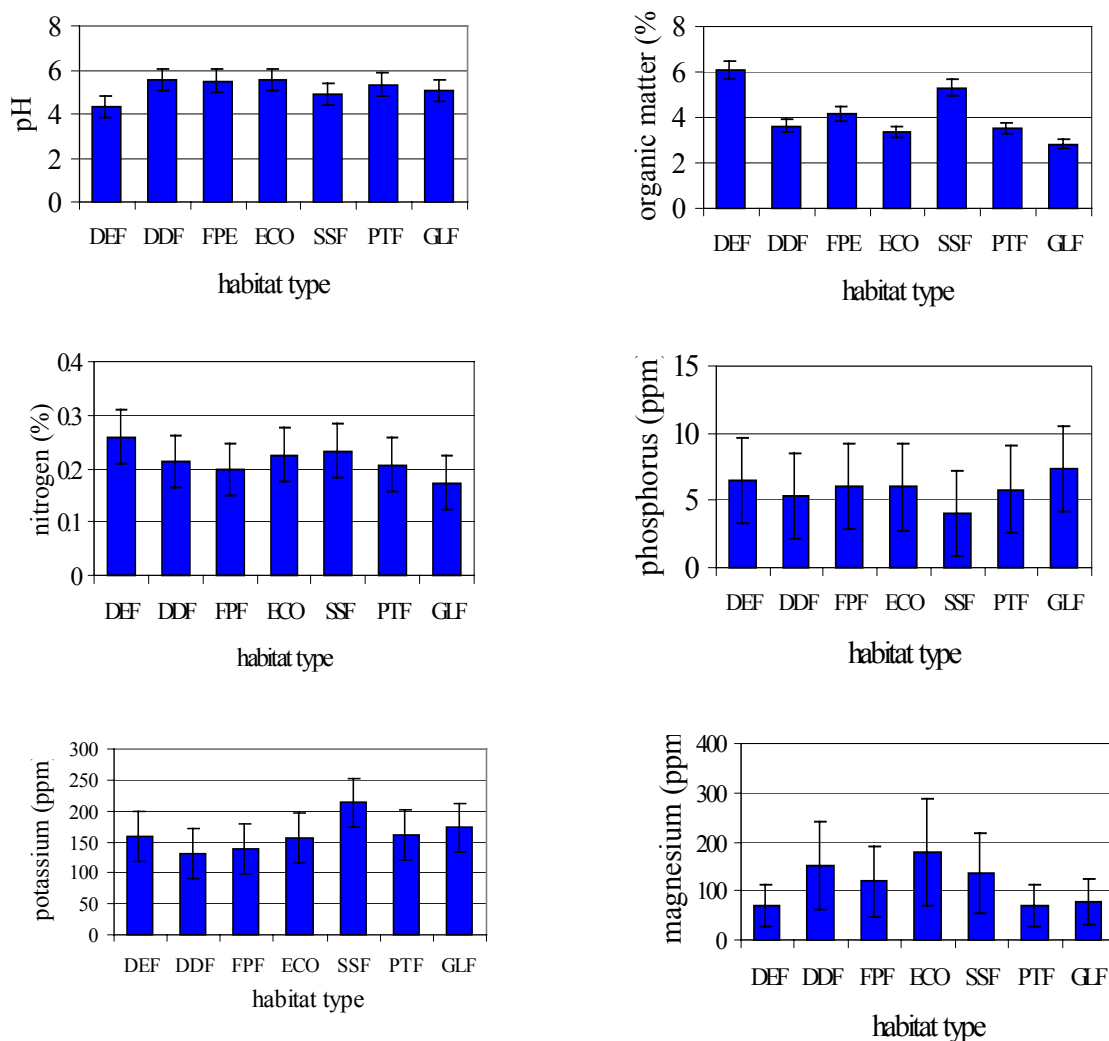 pH
8
6
4
2
0
DEF DDF FPE ECO SSF PTF GLF
habitat type
organic matter (%
8
6
4
2
0
DEF DDF FPE ECO SSF PTF GLF
habitat type
nitrogen (%)
0.4
0.3
0.2
0.1
0
DEF DDF FPF ECO SSF PTF GLF
habitat type
phosphorus (ppm)
15
10
5
0
DEF DDF FPF ECO SSF PTF GLF
habitat type
potassium (ppm)
300
250
200
150
100
50
0
DEF DDF FPF ECO SSF PTF GLF
habitat type
magnesium (ppm
400
300
200
100
0
DEF DDF FPF ECO SSF PTF GLF
habitat type